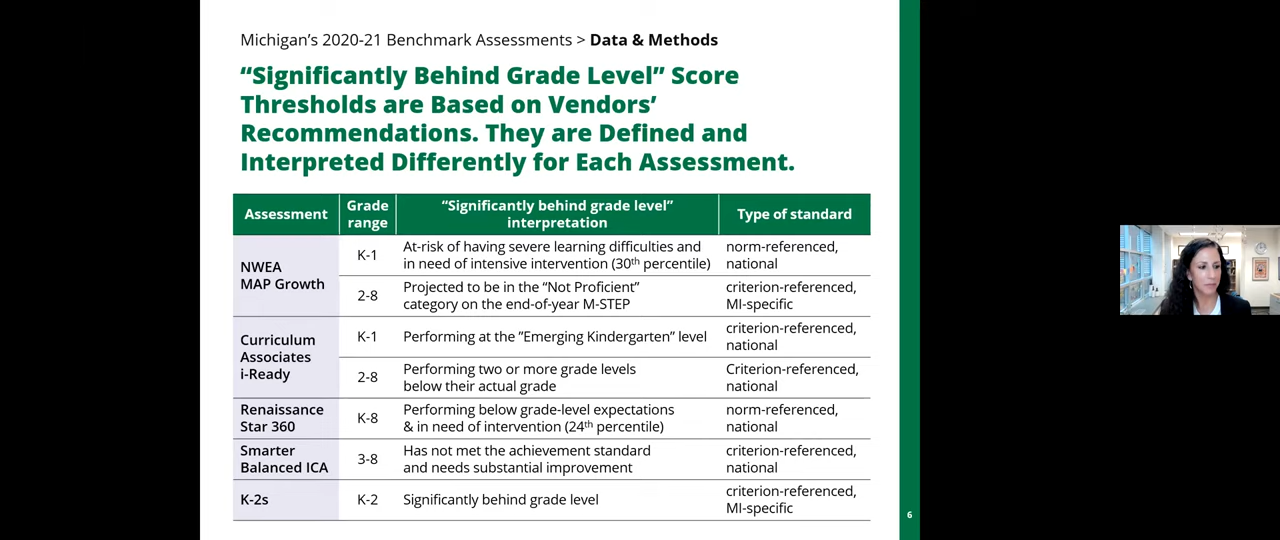 Michigan’s 2020-21 Benchmark Assessments > Data & Methods
“Significantly Behind Grade Level” Score
Thresholds are Based on Vendors’
Recommendations. They are Defined and
Interpreted Differently for Each Assessment.
Assessment
Grade
range
“Significantly behind grade level”
interpretation
Type of standard
NWEA
MAP Growth
K-1
At-risk of having severe learning difficulties and
in need of intensive intervention (30th percentile)
norm-referenced,
national
2-8
Projected to be in the “Not Proficient”
category on the end-of-year M-STEP
criterion-referenced,
MI-specific
Curriculum
Associates
i-Ready
K-1
Performing at the ”Emerging Kindergarten” level
criterion-referenced,
national
2-8
Performing two or more grade levels
below their actual grade
Criterion-referenced,
national
Renaissance
Star 360
K-8
Performing below grade-level expectations
& in need of intervention (24th percentile)
norm-referenced,
national
Smarter
Balanced ICA
3-8
Has not met the achievement standard
and needs substantial improvement
criterion-referenced,
national
K-2s
K-2
Significantly behind grade level
criterion-referenced,
MI-specific
6